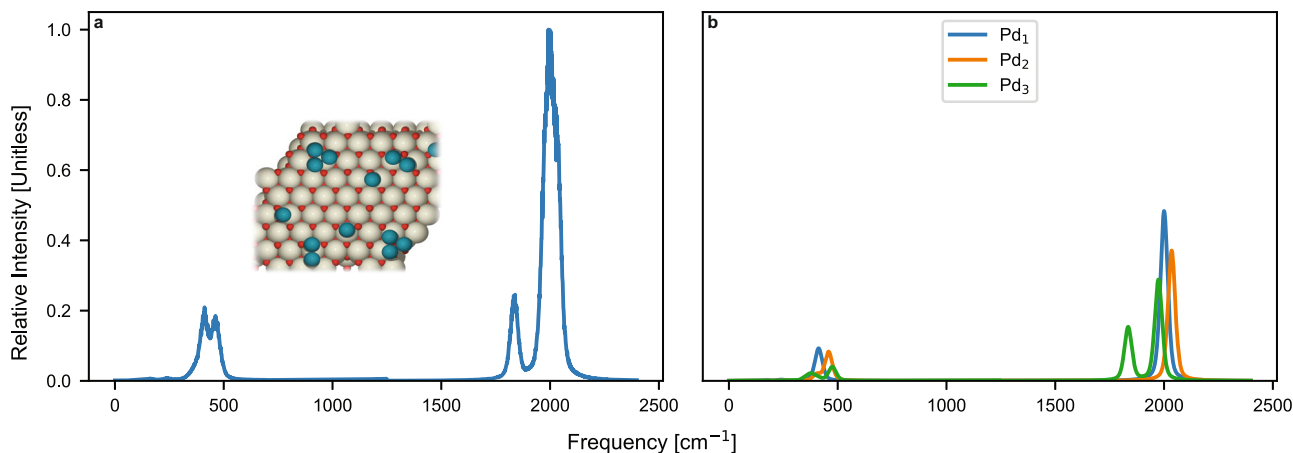 a
b
Pd₁
Pd₂
Pd₃
1.0
0.8
0.6
0.4
0.2
0.0
Relative Intensity [Unitless]
0 500 1000 1500 2000 2500
0 500 1000 1500 2000 2500
Frequency [cm⁻¹]